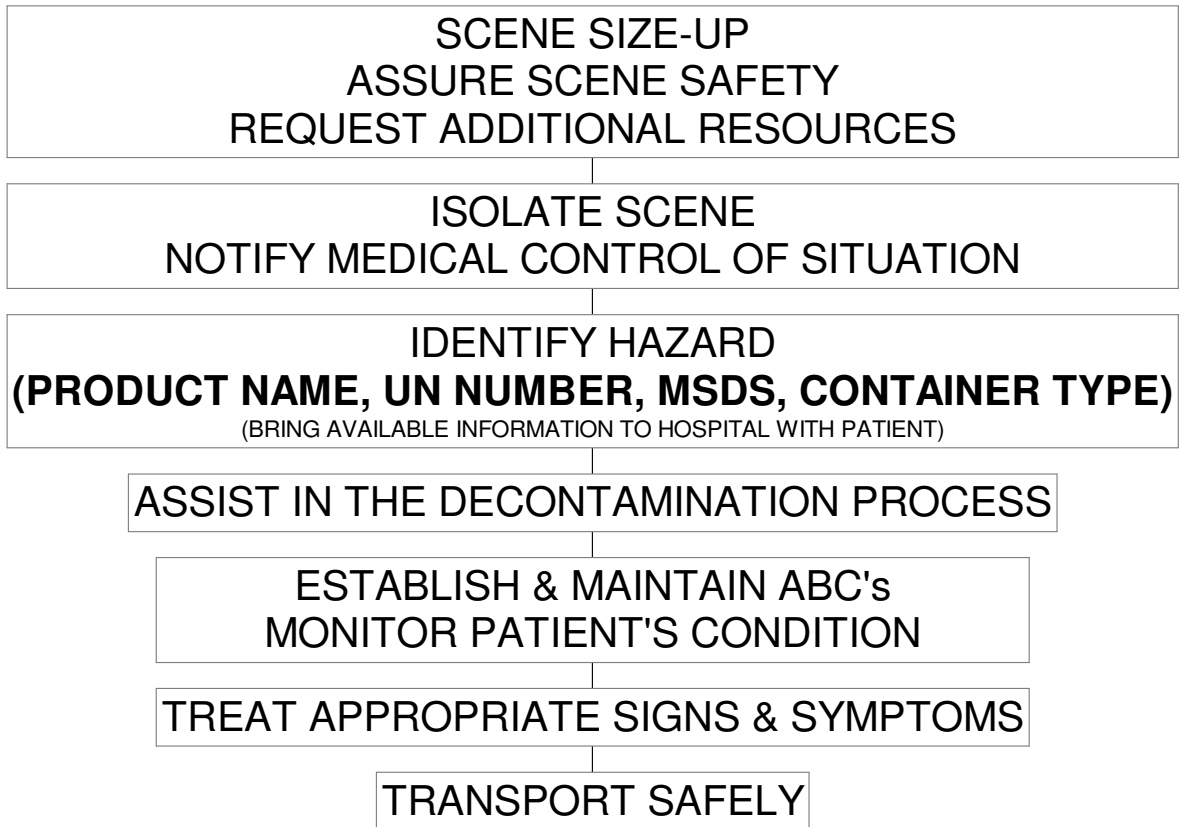 SCENE SIZE-UP
ASSURE SCENE SAFETY
REQUEST ADDITIONAL RESOURCES
ISOLATE SCENE
NOTIFY MEDICAL CONTROL OF SITUATION
IDENTIFY HAZARD
(PRODUCT NAME, UN NUMBER, MSDS, CONTAINER TYPE)
(BRING AVAILABLE INFORMATION TO HOSPITAL WITH PATIENT)
ASSIST IN THE DECONTAMINATION PROCESS
ESTABLISH & MAINTAIN ABC's
MONITOR PATIENT'S CONDITION
TREAT APPROPRIATE SIGNS & SYMPTOMS
TRANSPORT SAFELY